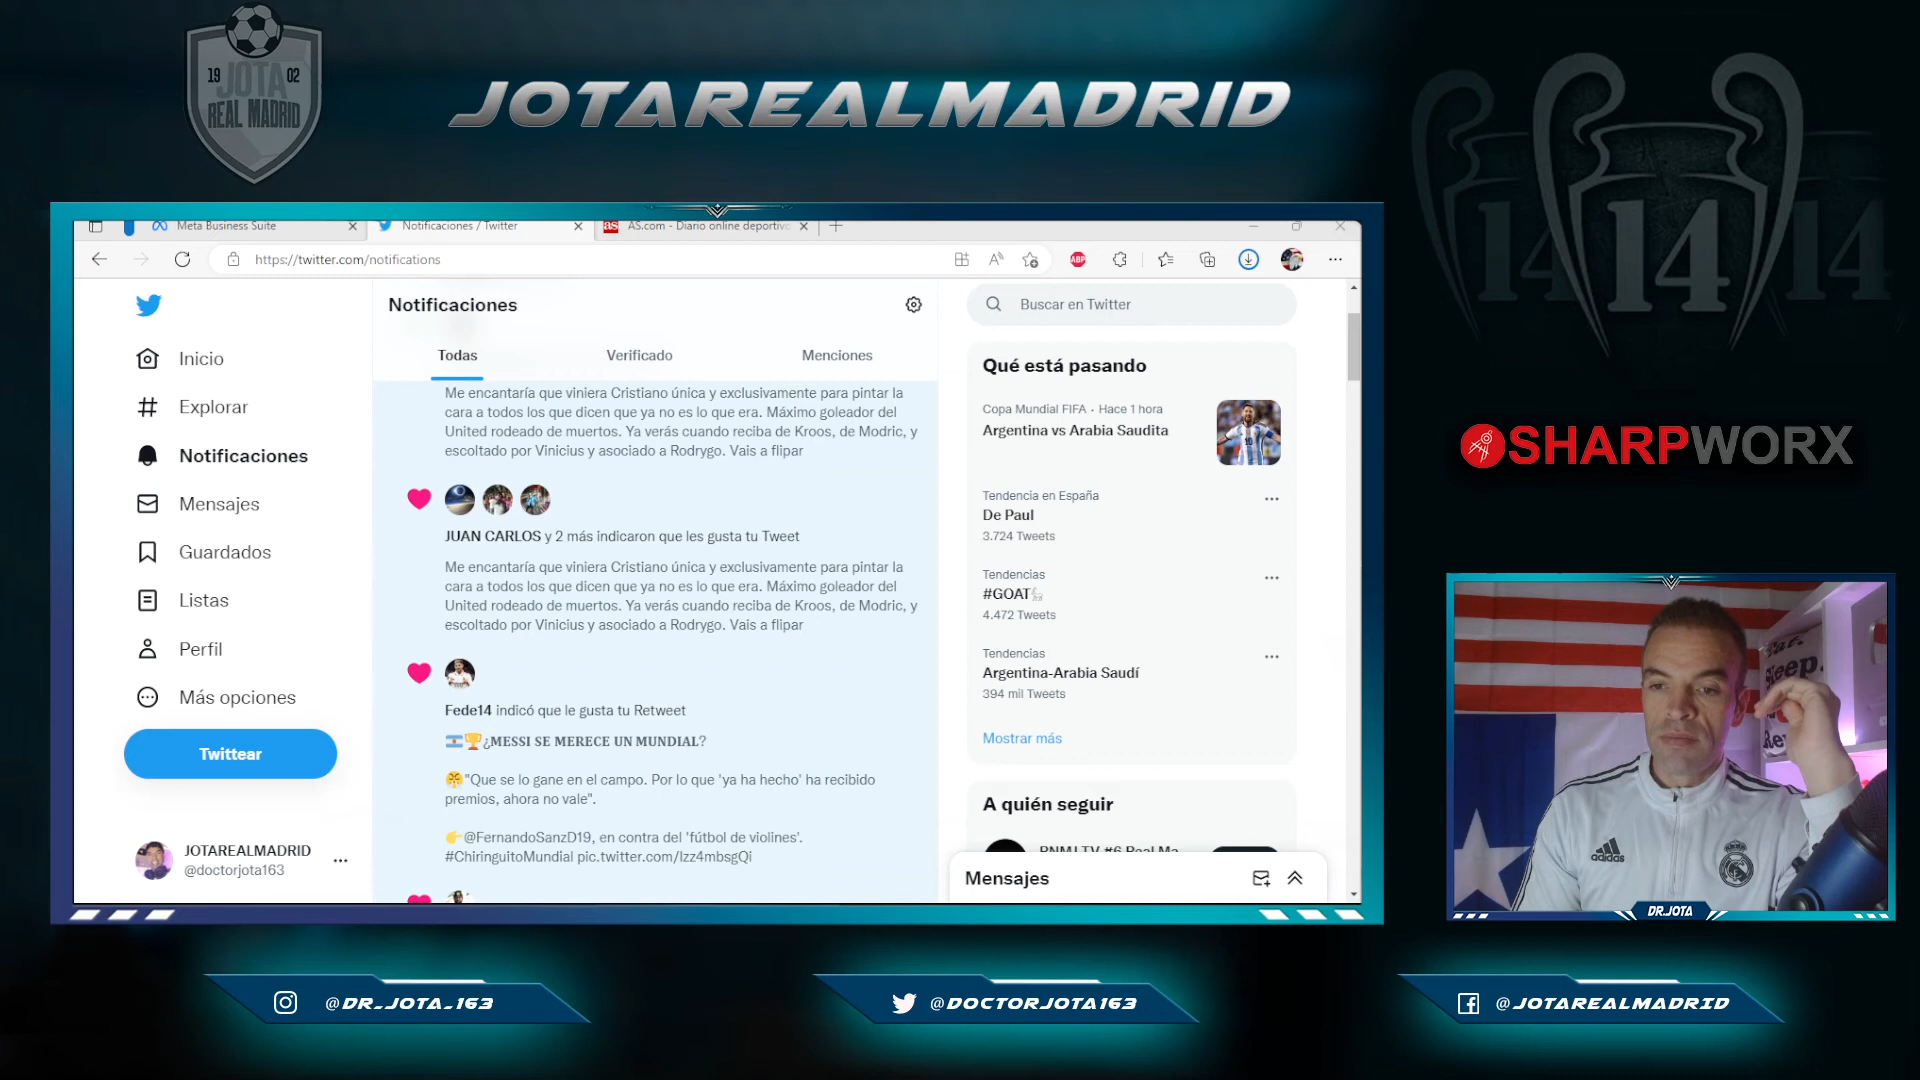 19 02
JOTA
REAL MADRID
JOTAREALMADRID
14 14 14
Meta Business Suite
Notificaciones / Twitter
AS.com - Diario online deportivo
https://twitter.com/notifications
ABP
Inicio
Explorar
Notificaciones
Mensajes
Guardados
Listas
Perfil
Más opciones
Twittear
JOTAREALMADRID
@doctorjota163
Notificaciones
Todas
Verificado
Menciones
Me encantaría que viniera Cristiano única y exclusivamente para pintar la
cara a todos los que dicen que ya no es lo que era. Máximo goleador del
United rodeado de muertos. Ya verás cuando reciba de Kroos, de Modric, y
escoltado por Vinicius y asociado a Rodrygo. Vais a flipar
JUAN CARLOS y 2 más indicaron que les gusta tu Tweet
Me encantaría que viniera Cristiano única y exclusivamente para pintar la
cara a todos los que dicen que ya no es lo que era. Máximo goleador del
United rodeado de muertos. Ya verás cuando reciba de Kroos, de Modric, y
escoltado por Vinicius y asociado a Rodrygo. Vais a flipar
Fede14 indicó que le gusta tu Retweet
🇦🇷🏆¿MESSI SE MERECE UN MUNDIAL?
😤"Que se lo gane en el campo. Por lo que 'ya ha hecho' ha recibido
premios, ahora no vale".
👉@FernandoSanzD19, en contra del 'fútbol de violines'.
#ChiringuitoMundial pic.twitter.com/lzz4mbsgQi
Buscar en Twitter
Qué está pasando
Copa Mundial FIFA · Hace 1 hora
Argentina vs Arabia Saudita
Tendencia en España
De Paul
3.724 Tweets
Tendencias
#GOAT🐐
4.472 Tweets
Tendencias
Argentina-Arabia Saudí
394 mil Tweets
Mostrar más
A quién seguir
Mensajes
SHARPWORX
Eat.
Sleep.
adidas
DR.JOTA
@DR_JOTA_163
@DOCTORJOTA163
@JOTAREALMADRID